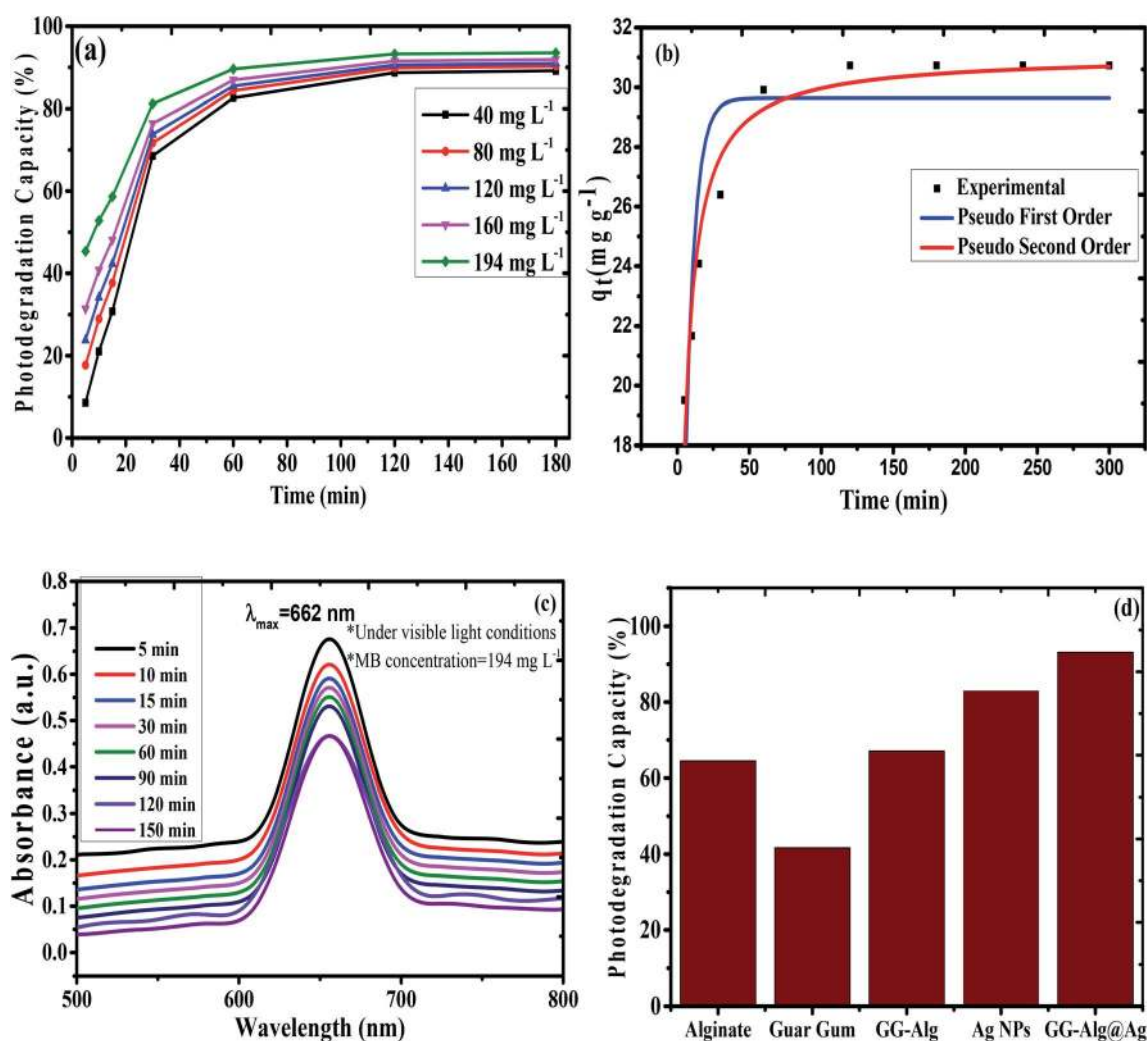 (a)
Photodegradation Capacity (%)
100
80
60
40
20
0
40 mg L⁻¹
80 mg L⁻¹
120 mg L⁻¹
160 mg L⁻¹
194 mg L⁻¹
0 20 40 60 80 100 120 140 160 180
Time (min)
(b)
qt(mg g⁻¹)
32
30
28
26
24
22
20
18
Experimental
Pseudo First Order
Pseudo Second Order
0 50 100 150 200 250 300
Time (min)
(c)
Absorbance (a.u.)
0.8
0.7
0.6
0.5
0.4
0.3
0.2
0.1
0.0
λmax=662 nm
*Under visible light conditions
*MB concentration=194 mg L⁻¹
5 min
10 min
15 min
30 min
60 min
90 min
120 min
150 min
500 600 700 800
Wavelength (nm)
(d)
Photodegradation Capacity (%)
100
80
60
40
20
0
Alginate Guar Gum GG-Alg Ag NPs GG-Alg@Ag